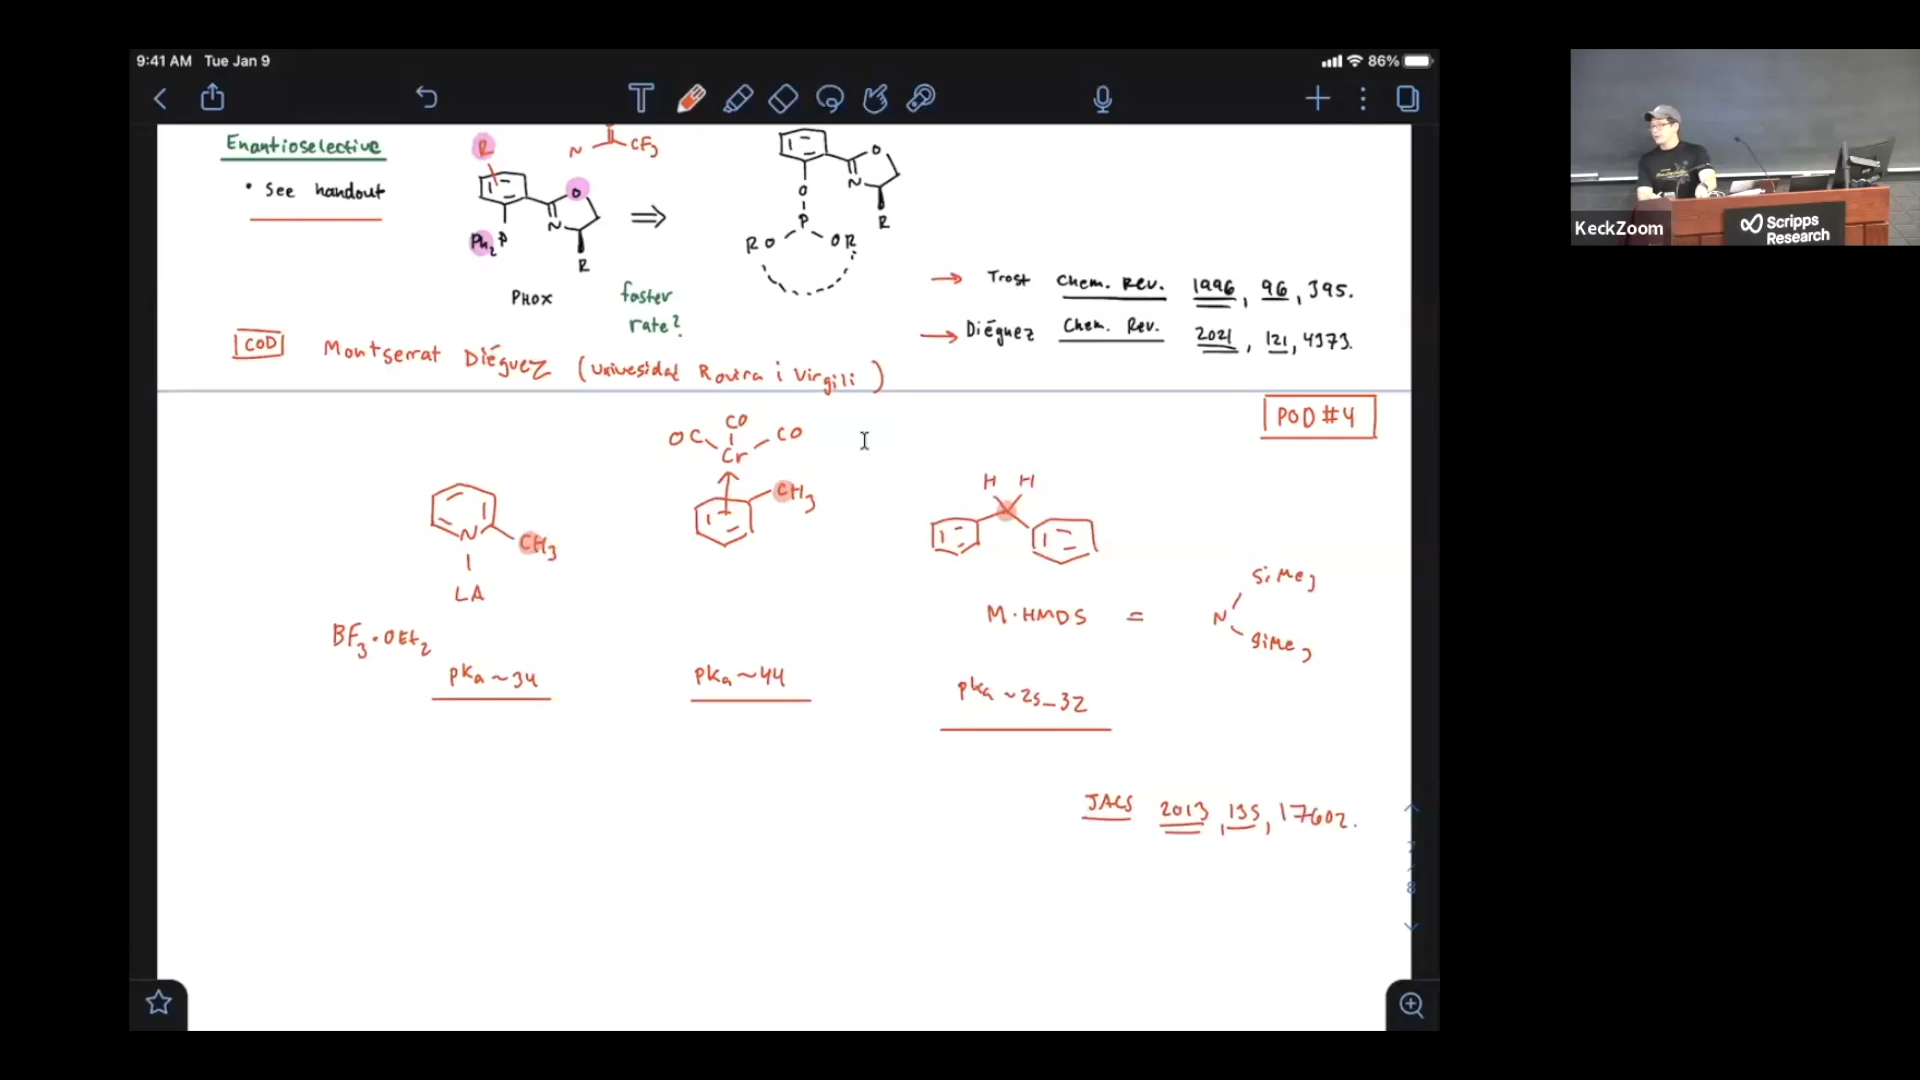 9:41 AM Tue Jan 9
86%
Enantioselective
• See handout
R
N CF3
O
N
Ph2P
R
PHOX
faster
rate?
O
N
O
P
RO OR
R
→ Trost Chem. Rev. 1996, 96, 395.
→ Diéguez Chem. Rev. 2021, 121, 4373.
COD Montserrat Diéguez (Univesidat Rovira i Virgili)
POD #4
CO
OC CO
Cr
CH3
N
CH3
LA
BF3·OEt2
pKa ~34
pKa ~44
H H
M·HMDS = N
SiMe3
SiMe3
pKa ~25-32
JACS 2013, 135, 17602.
7
8
KeckZoom
Scripps
Research